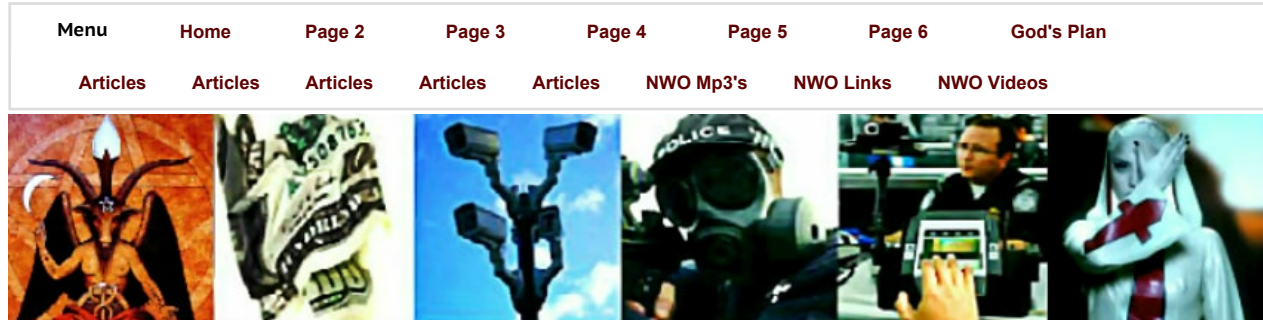 Menu Home Page 2 Page 3 Page 4 Page 5 Page 6 God's Plan
Articles Articles Articles Articles Articles NWO Mp3's NWO Links NWO Videos
POLICE